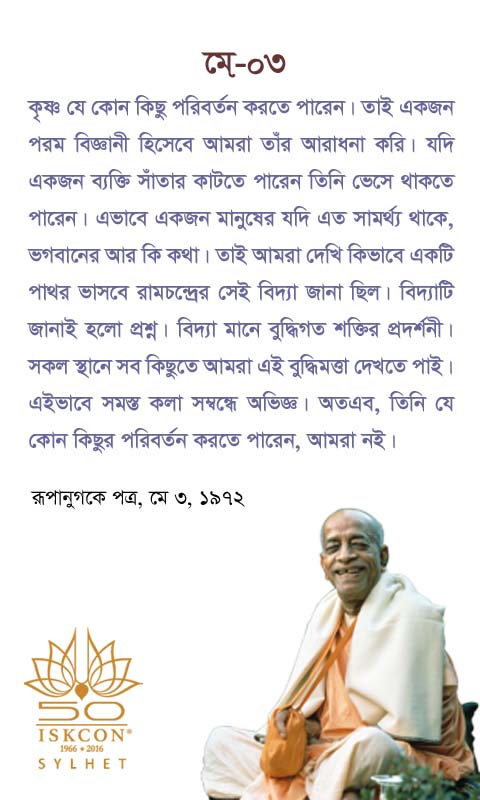 মে-০৩
কৃষ্ণ যে কোন কিছু পরিবর্তন করতে পারেন। তাই একজন
পরম বিজ্ঞানী হিসেবে আমরা তাঁর আরাধনা করি। যদি
একজন ব্যক্তি সাঁতার কাটতে পারেন তিনি ভেসে থাকতে
পারেন। এভাবে একজন মানুষের যদি এত সামর্থ্য থাকে,
ভগবানের আর কি কথা। তাই আমরা দেখি কিভাবে একটি
পাথর ভাসবে রামচন্দ্রের সেই বিদ্যা জানা ছিল। বিদ্যাটি
জানাই হলো প্রশ্ন। বিদ্যা মানে বুদ্ধিগত শক্তির প্রদর্শনী।
সকল স্থানে সব কিছুতে আমরা এই বুদ্ধিমত্তা দেখতে পাই।
এইভাবে সমস্ত কলা সম্বন্ধে অভিজ্ঞ। অতএব, তিনি যে
কোন কিছুর পরিবর্তন করতে পারেন, আমরা নই।
রূপানুগকে পত্র, মে ৩, ১৯৭২
50
ISKCON®
1966 • 2016
SYLHET